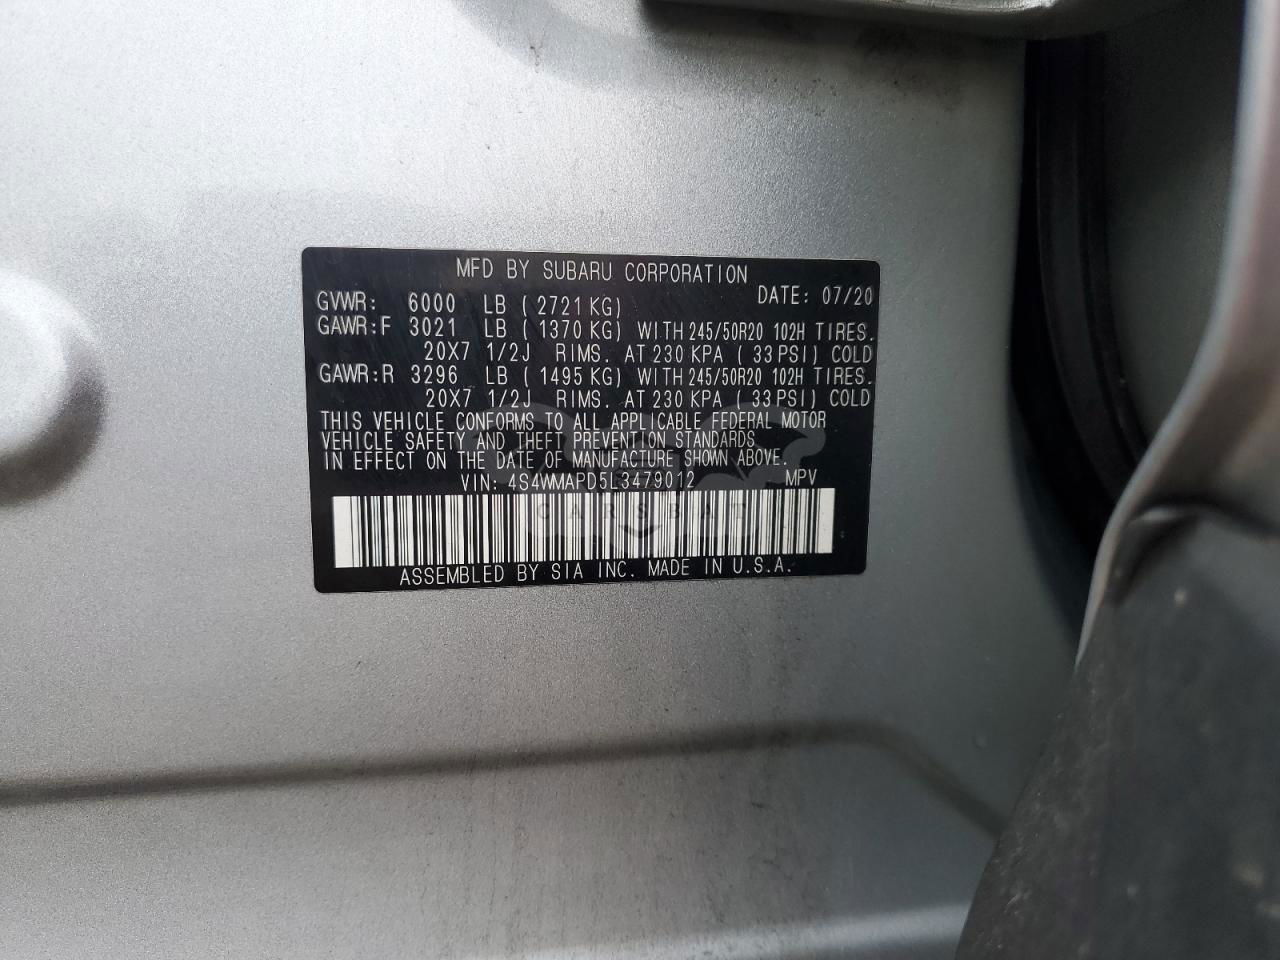 MFD BY SUBARU CORPORATION
GVWR: 6000 LB ( 2721 KG) DATE: 07/20
GAWR:F 3021 LB ( 1370 KG) WITH 245/50R20 102H TIRES.
20X7 1/2J RIMS. AT 230 KPA ( 33 PSI) COLD
GAWR:R 3296 LB ( 1495 KG) WITH 245/50R20 102H TIRES.
20X7 1/2J RIMS. AT 230 KPA ( 33 PSI) COLD
THIS VEHICLE CONFORMS TO ALL APPLICABLE FEDERAL MOTOR
VEHICLE SAFETY AND THEFT PREVENTION STANDARDS
IN EFFECT ON THE DATE OF MANUFACTURE SHOWN ABOVE.
VIN: 4S4WMAPD5L3479012 MPV
CARSBAT
ASSEMBLED BY SIA INC. MADE IN U.S.A.